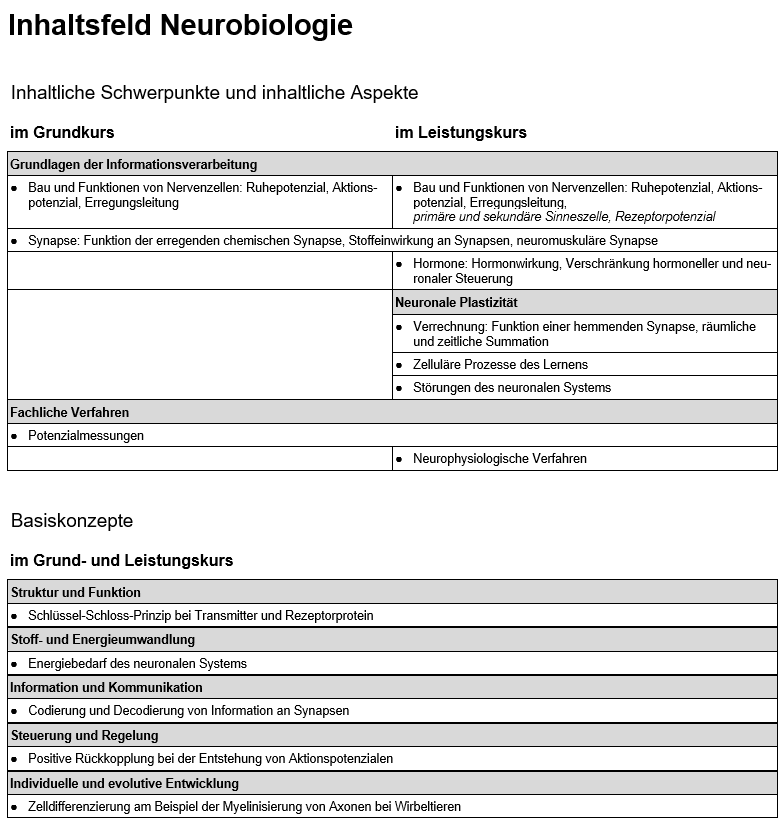 Inhaltsfeld Neurobiologie
Inhaltliche Schwerpunkte und inhaltliche Aspekte
im Grundkurs
im Leistungskurs
Grundlagen der Informationsverarbeitung
● Bau und Funktionen von Nervenzellen: Ruhepotenzial, Aktions-
potenzial, Erregungsleitung
● Bau und Funktionen von Nervenzellen: Ruhepotenzial, Aktions-
potenzial, Erregungsleitung,
primäre und sekundäre Sinneszelle, Rezeptorpotenzial
● Synapse: Funktion der erregenden chemischen Synapse, Stoffeinwirkung an Synapsen, neuromuskuläre Synapse
● Hormone: Hormonwirkung, Verschränkung hormoneller und neu-
ronaler Steuerung
Neuronale Plastizität
● Verrechnung: Funktion einer hemmenden Synapse, räumliche
und zeitliche Summation
● Zelluläre Prozesse des Lernens
● Störungen des neuronalen Systems
Fachliche Verfahren
● Potenzialmessungen
● Neurophysiologische Verfahren
Basiskonzepte
im Grund- und Leistungskurs
Struktur und Funktion
● Schlüssel-Schloss-Prinzip bei Transmitter und Rezeptorprotein
Stoff- und Energieumwandlung
● Energiebedarf des neuronalen Systems
Information und Kommunikation
● Codierung und Decodierung von Information an Synapsen
Steuerung und Regelung
● Positive Rückkopplung bei der Entstehung von Aktionspotenzialen
Individuelle und evolutive Entwicklung
● Zelldifferenzierung am Beispiel der Myelinisierung von Axonen bei Wirbeltieren